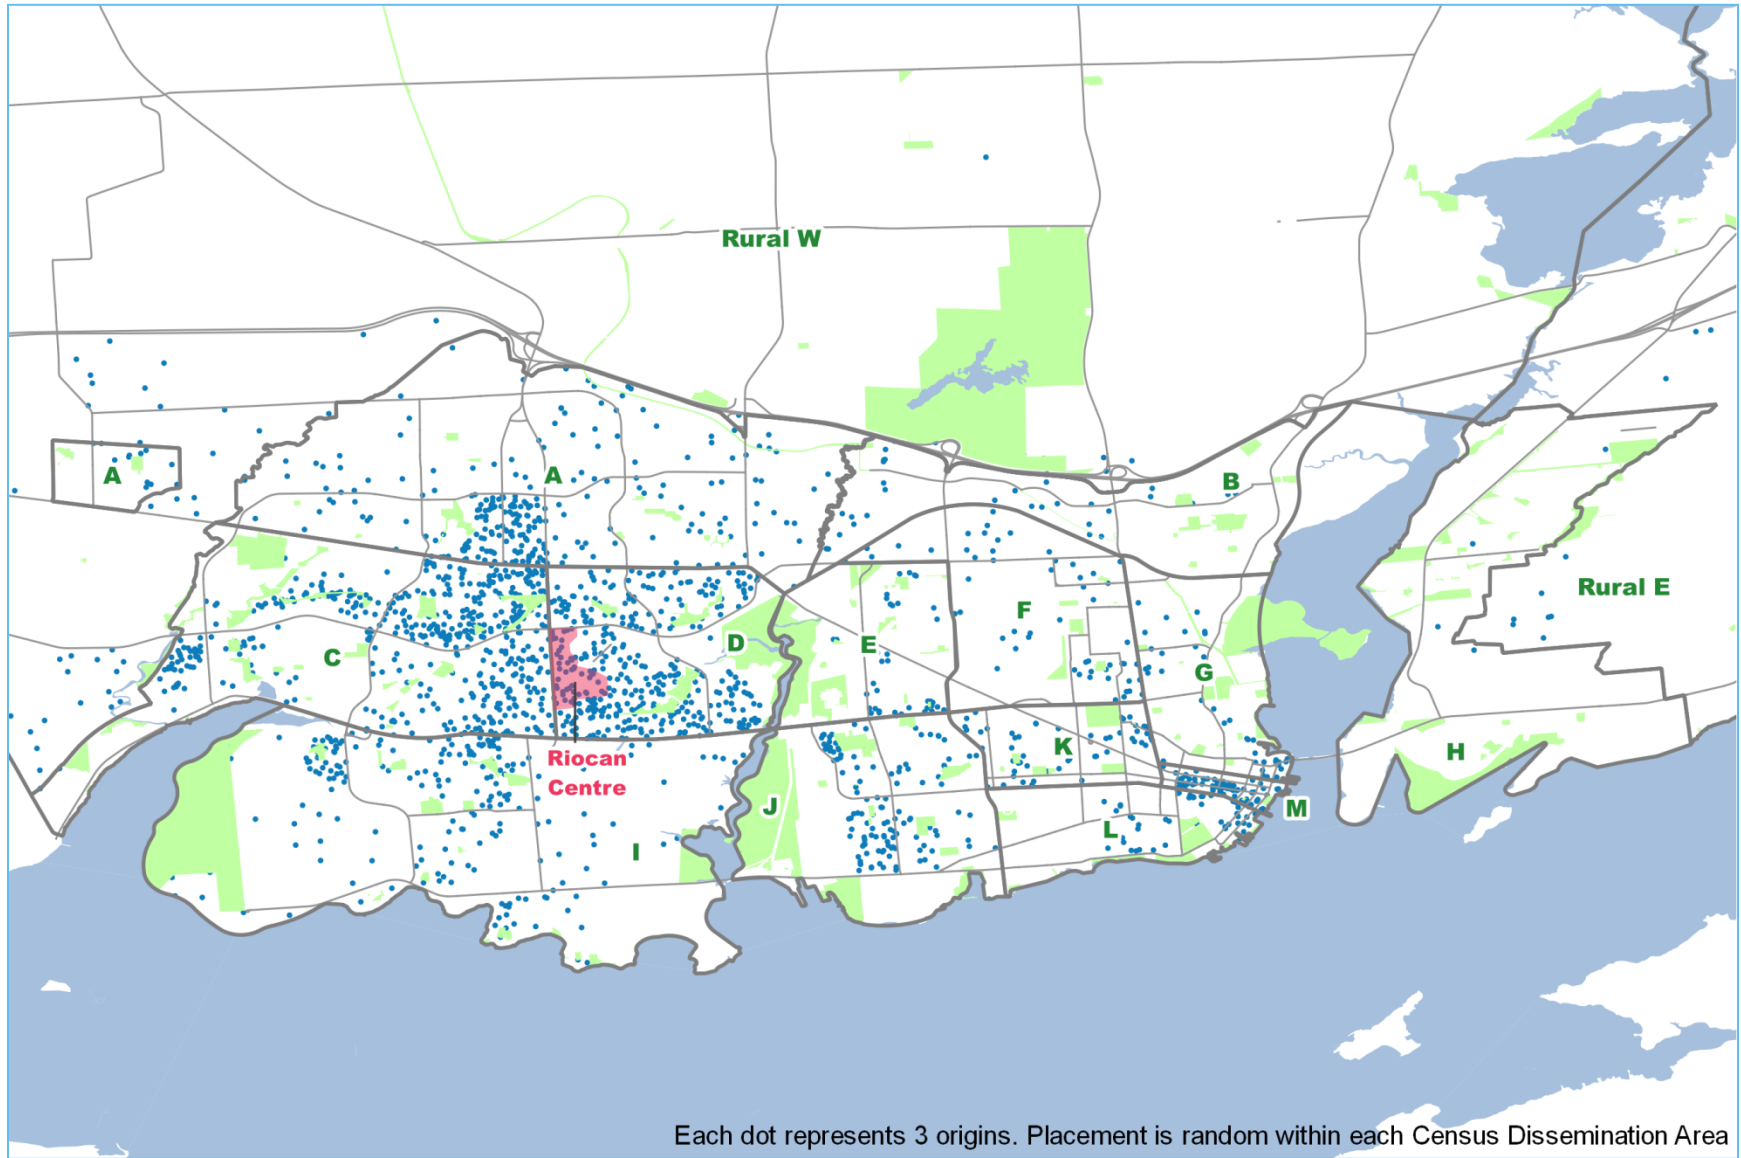 Rural W
A
A
B
Rural E
F
D
E
C
G
K
H
Riocan
Centre
J
M
L
I
Each dot represents 3 origins. Placement is random within each Census Dissemination Area